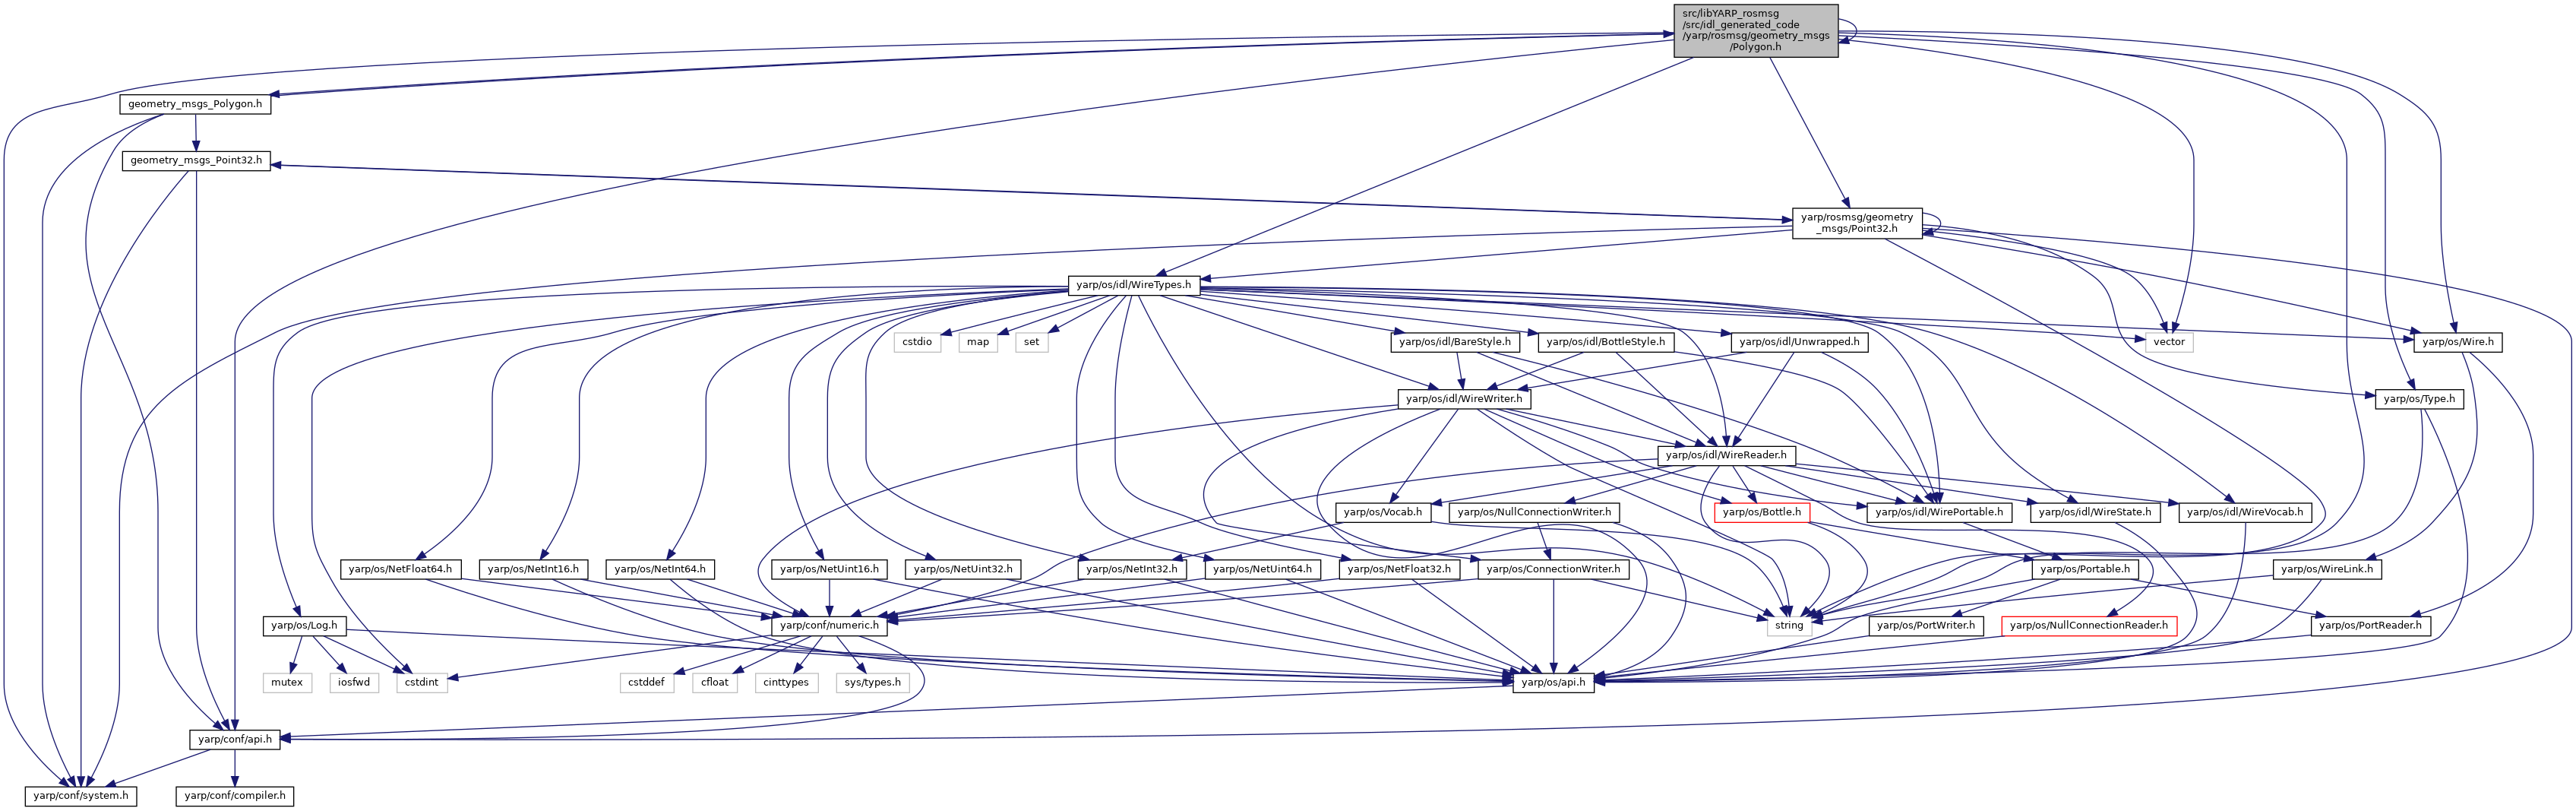 src/libYARP_rosmsg
/src/idl_generated_code
/yarp/rosmsg/geometry_msgs
/Polygon.h
geometry_msgs_Polygon.h
geometry_msgs_Point32.h
yarp/rosmsg/geometry
_msgs/Point32.h
yarp/os/idl/WireTypes.h
cstdio
map
set
yarp/os/idl/BareStyle.h
yarp/os/idl/BottleStyle.h
yarp/os/idl/Unwrapped.h
vector
yarp/os/Wire.h
yarp/os/idl/WireWriter.h
yarp/os/Type.h
yarp/os/idl/WireReader.h
yarp/os/Vocab.h
yarp/os/NullConnectionWriter.h
yarp/os/Bottle.h
yarp/os/idl/WirePortable.h
yarp/os/idl/WireState.h
yarp/os/idl/WireVocab.h
yarp/os/NetFloat64.h
yarp/os/NetInt16.h
yarp/os/NetInt64.h
yarp/os/NetUint16.h
yarp/os/NetUint32.h
yarp/os/NetInt32.h
yarp/os/NetUint64.h
yarp/os/NetFloat32.h
yarp/os/ConnectionWriter.h
yarp/os/Portable.h
yarp/os/WireLink.h
yarp/os/Log.h
yarp/conf/numeric.h
string
yarp/os/PortWriter.h
yarp/os/NullConnectionReader.h
yarp/os/PortReader.h
mutex
iosfwd
cstdint
cstddef
cfloat
cinttypes
sys/types.h
yarp/os/api.h
yarp/conf/api.h
yarp/conf/system.h
yarp/conf/compiler.h